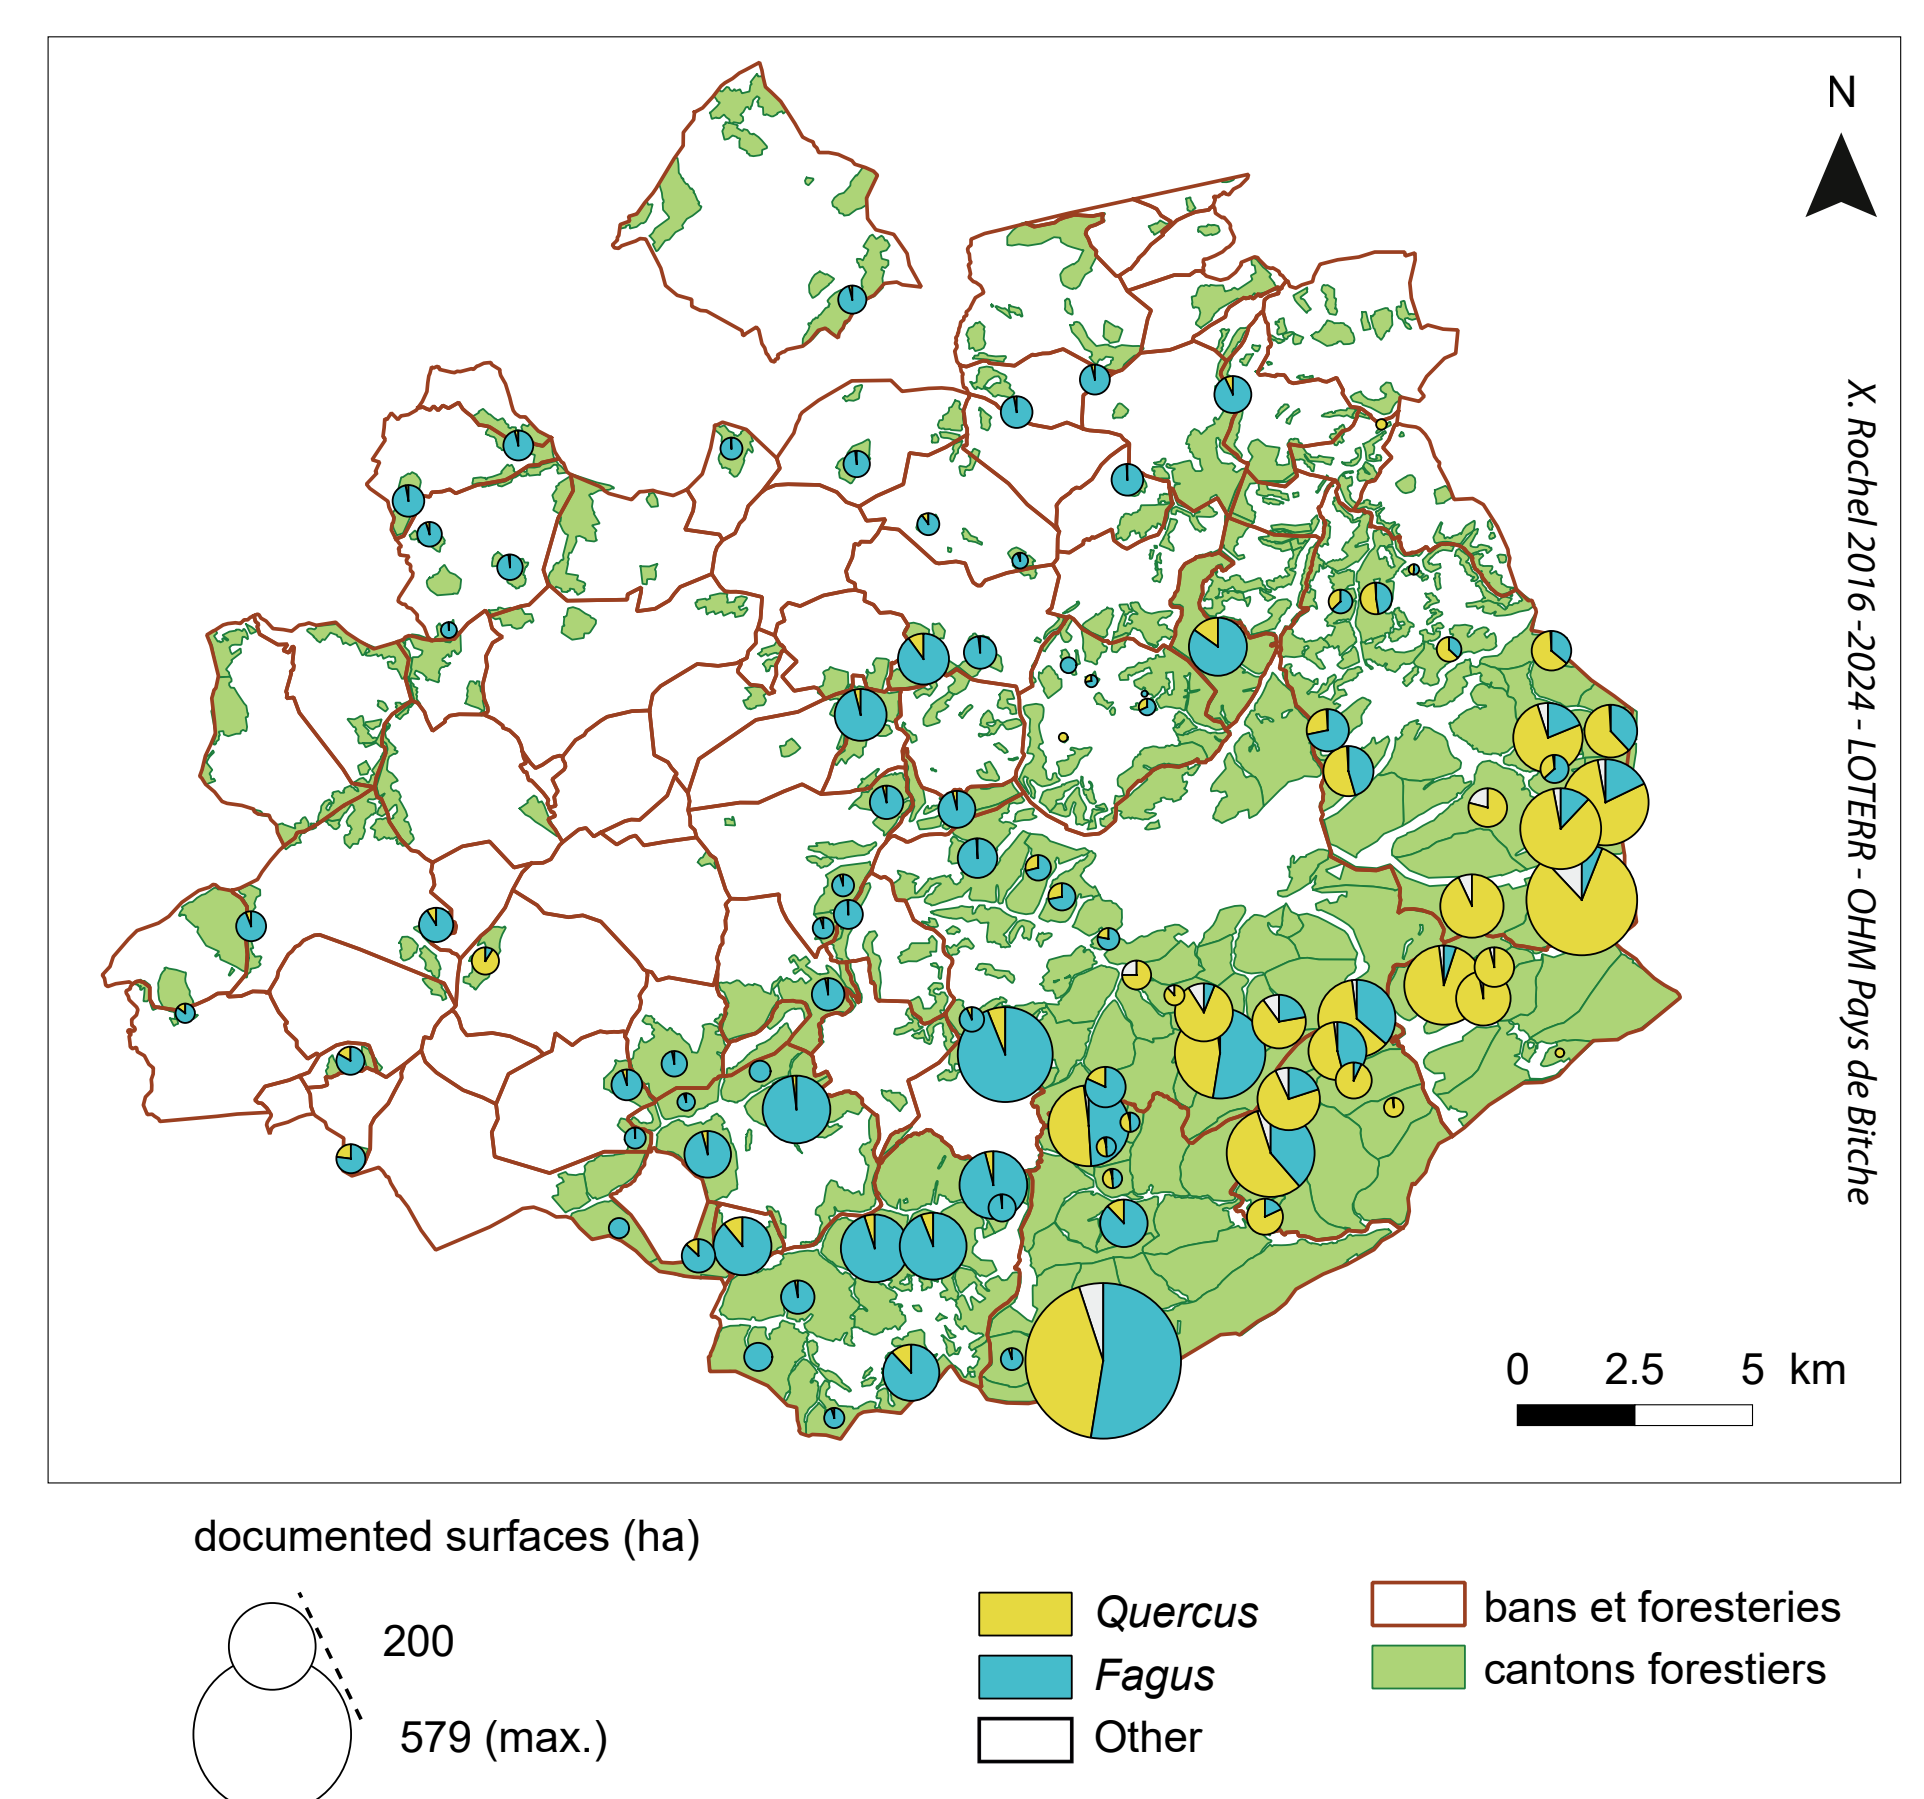 N
X. Rochel 2016 -2024 - LOTERR - OHM Pays de Bitche
0 2.5 5 km
documented surfaces (ha)
200
579 (max.)
Quercus
Fagus
Other
bans et foresteries
cantons forestiers